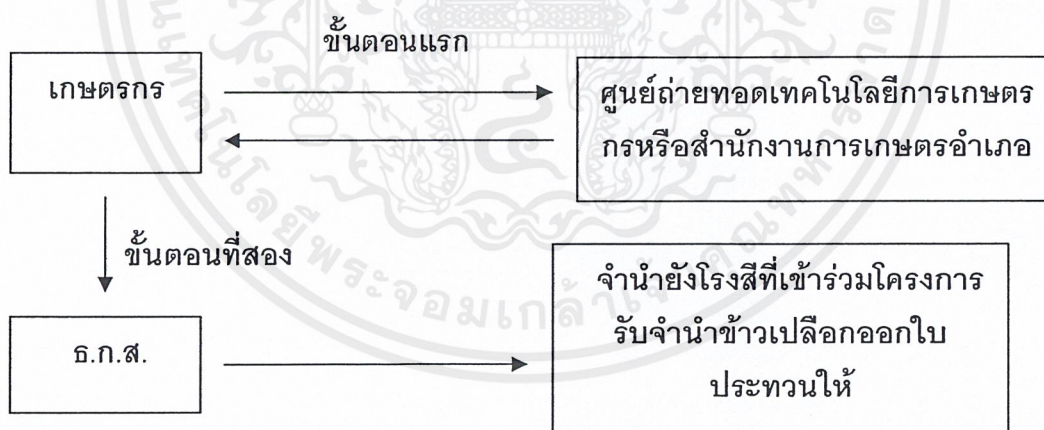 ขั้นตอนแรก
เกษตรกร
ศูนย์ถ่ายทอดเทคโนโลยีการเกษตร
กรหรือสำนักงานการเกษตรอำเภอ
ขั้นตอนที่สอง
ธ.ก.ส.
จำนำยังโรงสีที่เข้าร่วมโครงการ
รับจำนำข้าวเปลือกออกใบ
ประทวนให้